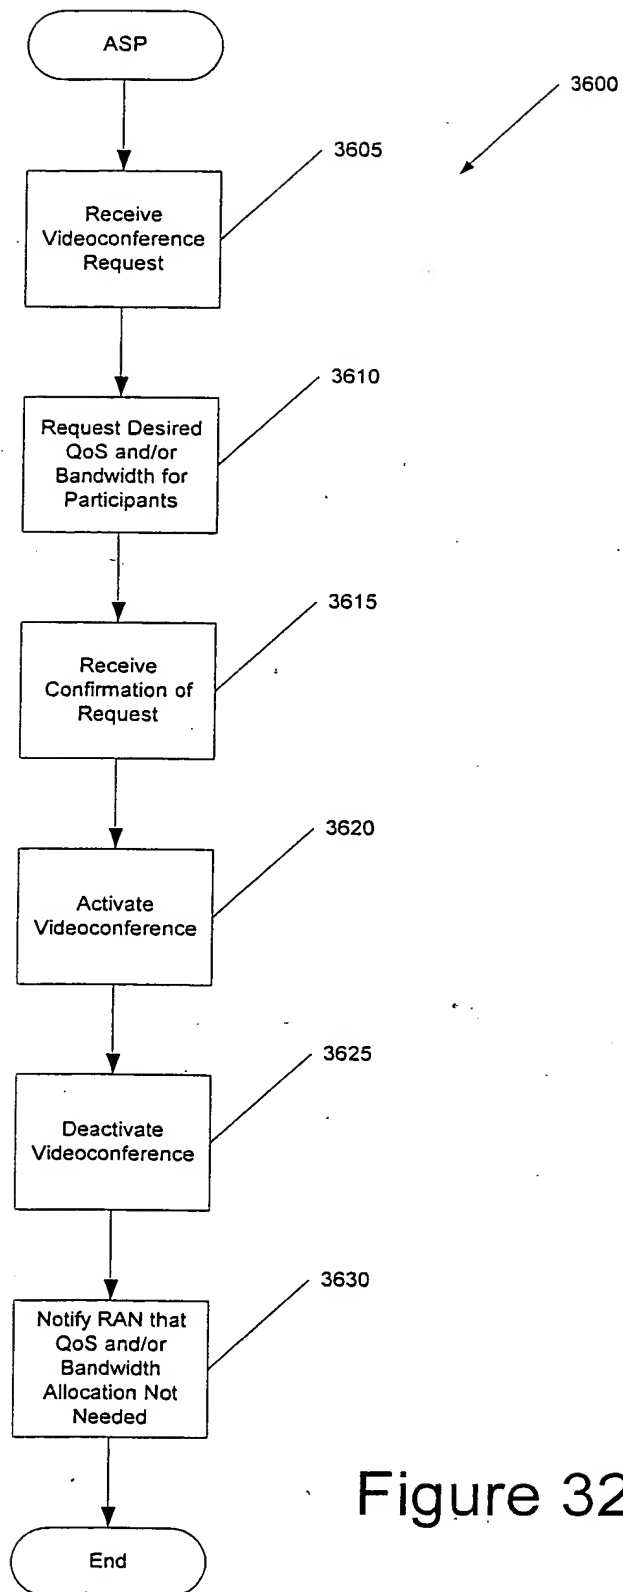 ASP
3600
3605
Receive
Videoconference
Request
3610
Request Desired
QoS and/or
Bandwidth for
Participants
3615
Receive
Confirmation of
Request
3620
Activate
Videoconference
3625
Deactivate
Videoconference
3630
Notify RAN that
QoS and/or
Bandwidth
Allocation Not
Needed
Figure 32
End